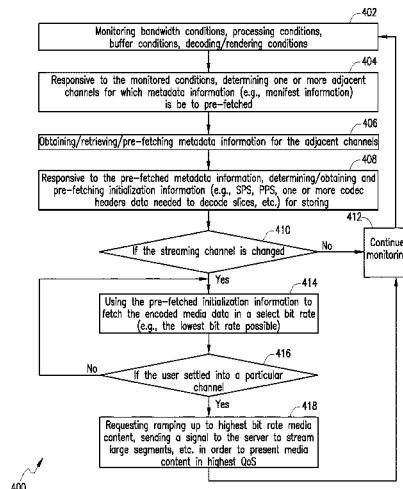 402
Monitoring bandwidth conditions, processing conditions,
buffer conditions, decoding/rendering conditions
404
Responsive to the monitored conditions, determining one or more adjacent
channels for which metadata information (e.g., manifest information)
is be to pre-fetched
406
Obtaining/retrieving/pre-fetching metadata information for the adjacent channels
408
Responsive to the pre-fetched metadata information, determining/obtaining and
pre-fetching initialization information (e.g., SPS, PPS, one or more codec
headers data needed to decode slices, etc.) for storing
410
If the streaming channel is changed
No
412
Continue
monitoring
Yes
414
Using the pre-fetched initialization information to
fetch the encoded media data in a select bit rate
(e.g., the lowest bit rate possible)
416
No
If the user settled into a particular
channel
Yes
418
Requesting ramping up to highest bit rate media
content, sending a signal to the server to stream
large segments, etc. in order to present media
content in highest QoS
400